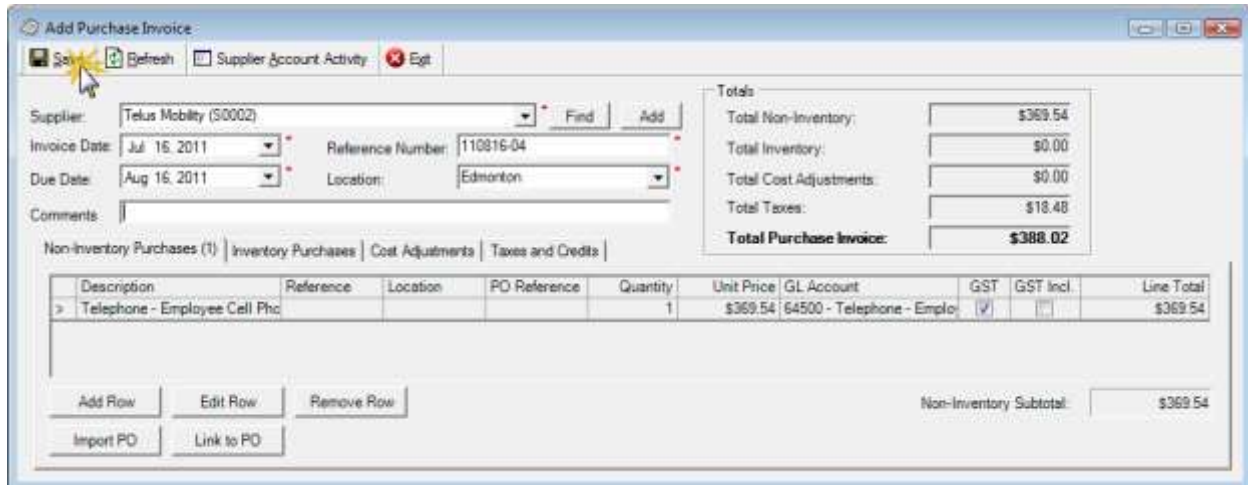 Add Purchase Invoice
Save Refresh Supplier Account Activity Exit
Supplier: Telus Mobility (S0002) * Find Add
Invoice Date: Jul 16, 2011 * Reference Number: 110816-04 *
Due Date: Aug 16, 2011 * Location: Edmonton *
Comments
Totals
Total Non-Inventory: $369.54
Total Inventory: $0.00
Total Cost Adjustments: $0.00
Total Taxes: $18.48
Total Purchase Invoice: $388.02
Non-Inventory Purchases (1) Inventory Purchases Cost Adjustments Taxes and Credits
Description Reference Location PO Reference Quantity Unit Price GL Account GST GST Incl. Line Total
> Telephone - Employee Cell Pho 1 $369.54 64500 - Telephone - Emplo $369.54
Add Row Edit Row Remove Row Non-Inventory Subtotal: $369.54
Import PO Link to PO